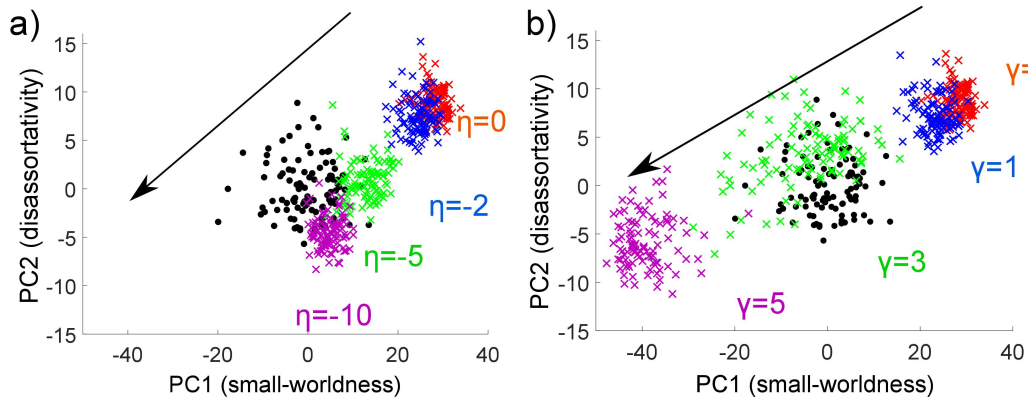 a)
15
10
5
0
-5
-10
-15
-40
-20
0
20
40
PC2 (disassortativity)
PC1 (small-worldness)
η=0
η=-2
η=-5
η=-10
b)
15
10
5
0
-5
-10
-15
-40
-20
0
20
40
PC2 (disassortativity)
PC1 (small-worldness)
γ=
γ=1
γ=3
γ=5